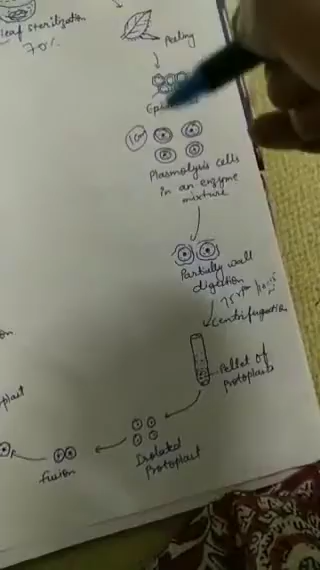 leaf sterilization
70%
Peeling
Plasmolysis cells
in an enzyme
mixture
Partially wall
digestion
Centrifugation
Pellet of
protoplast
Isolated
protoplast
fusion